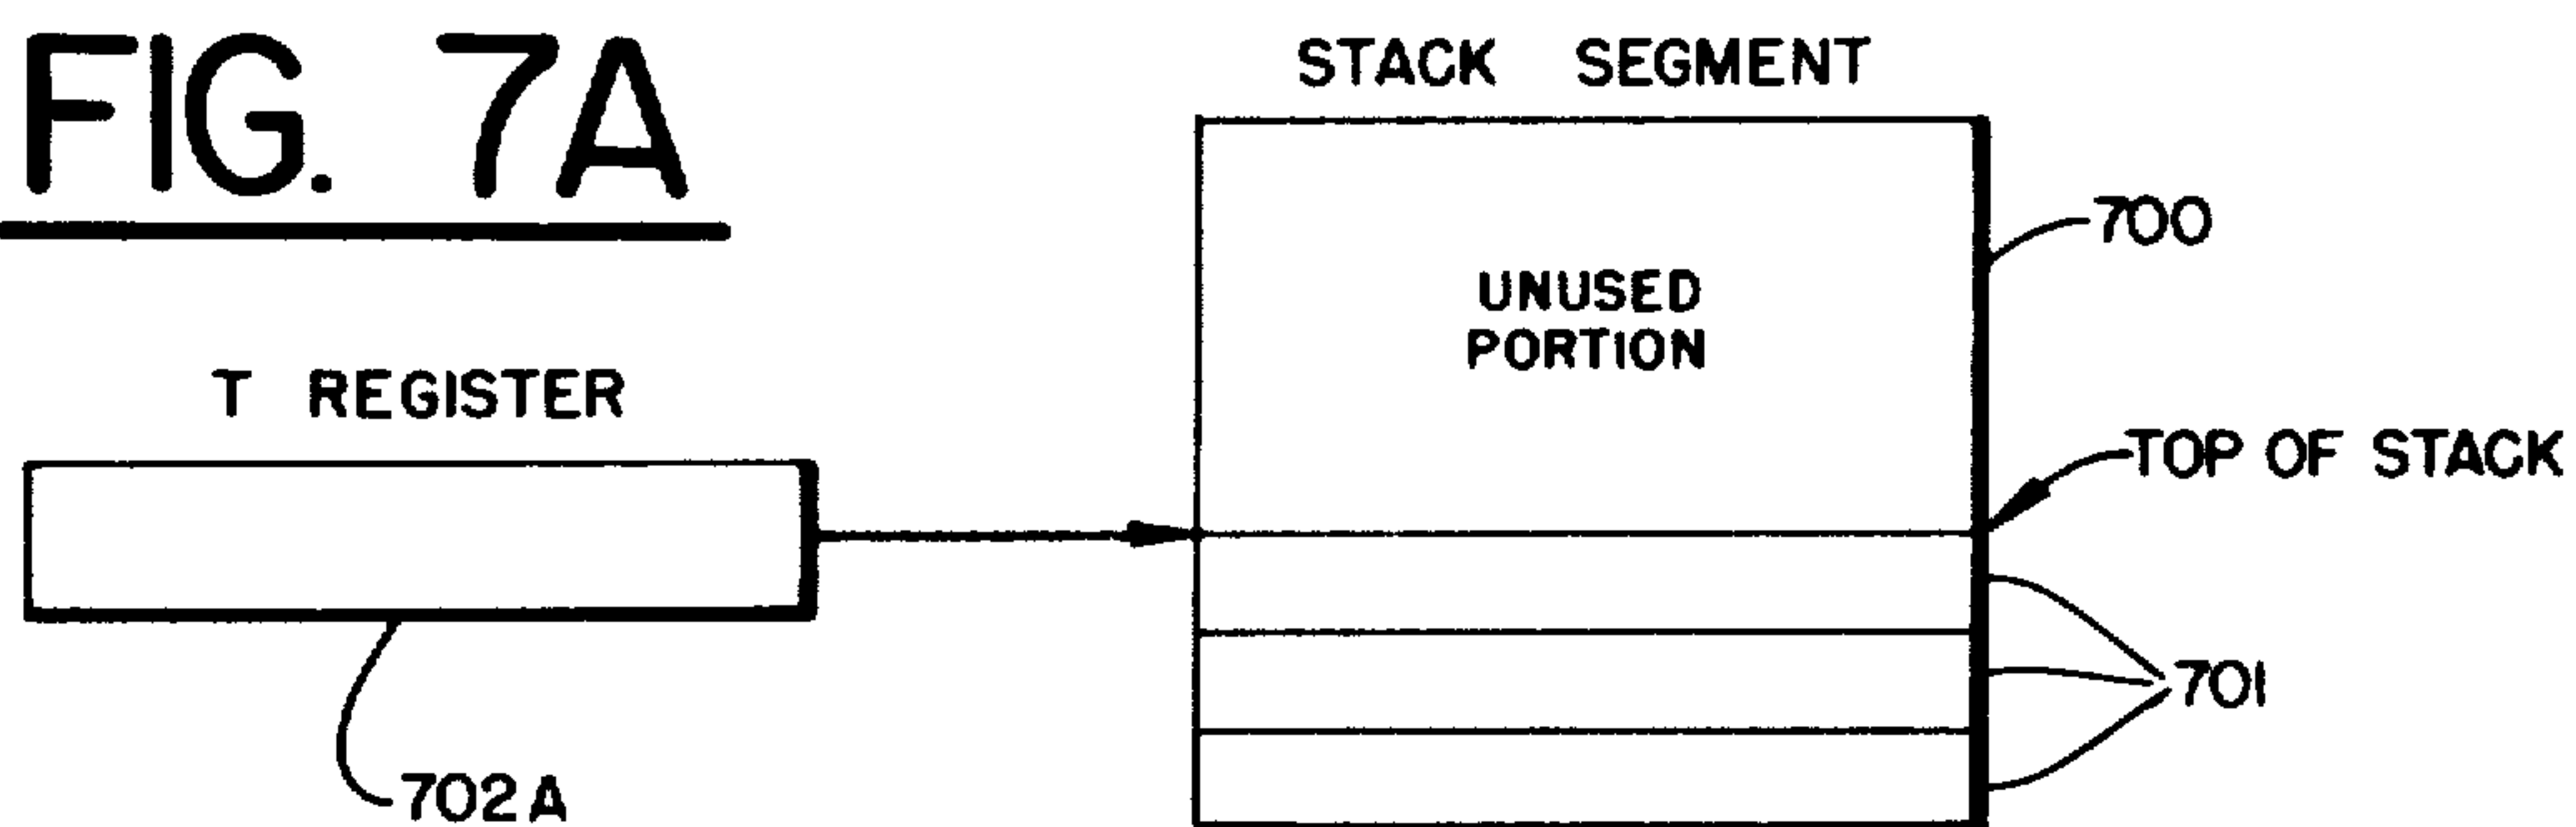 FIG. 7A
STACK SEGMENT
700
UNUSED
PORTION
T REGISTER
TOP OF STACK
701
702A